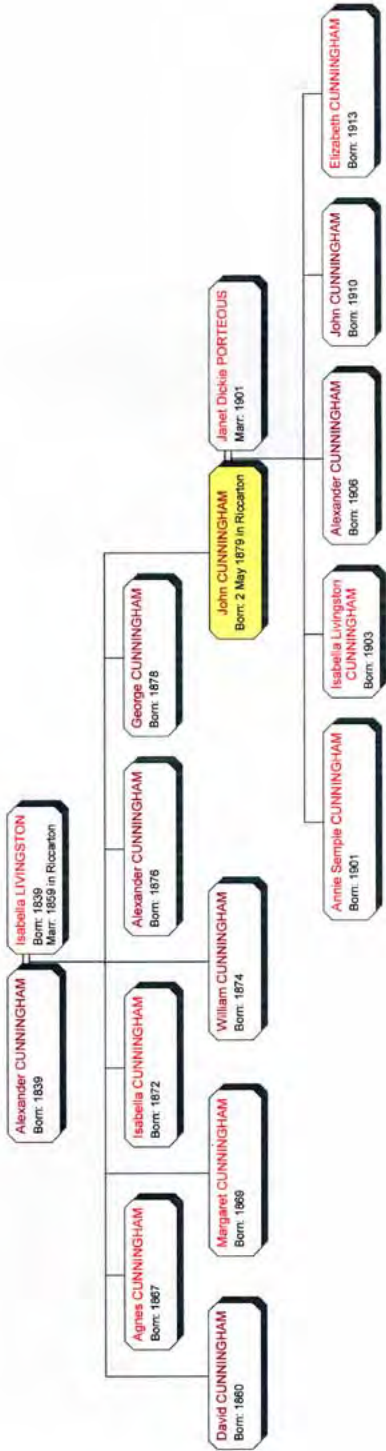 Alexander CUNNINGHAM
Born: 1839
Isabella LIVINGSTON
Born: 1839
Marr: 1859 in Riccarton
David CUNNINGHAM
Born: 1860
Agnes CUNNINGHAM
Born: 1867
Margaret CUNNINGHAM
Born: 1869
Isabella CUNNINGHAM
Born: 1872
William CUNNINGHAM
Born: 1874
Alexander CUNNINGHAM
Born: 1876
George CUNNINGHAM
Born: 1878
John CUNNINGHAM
Born: 2 May 1879 in Riccarton
Janet Dickie PORTEOUS
Marr: 1901
Annie Semple CUNNINGHAM
Born: 1901
Isabella Livingston
CUNNINGHAM
Born: 1903
Alexander CUNNINGHAM
Born: 1906
John CUNNINGHAM
Born: 1910
Elizabeth CUNNINGHAM
Born: 1913